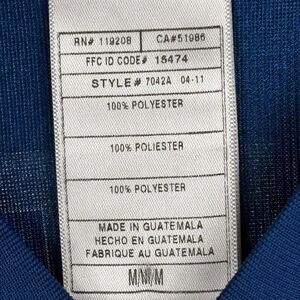 RN# 119208 CA#51986
FFC ID CODE# 15474
STYLE# 7042A 04-11
100% POLYESTER
100% POLIESTER
100% POLYESTER
MADE IN GUATEMALA
HECHO EN GUATEMALA
FABRIQUE AU GUATEMALA
M/M/M